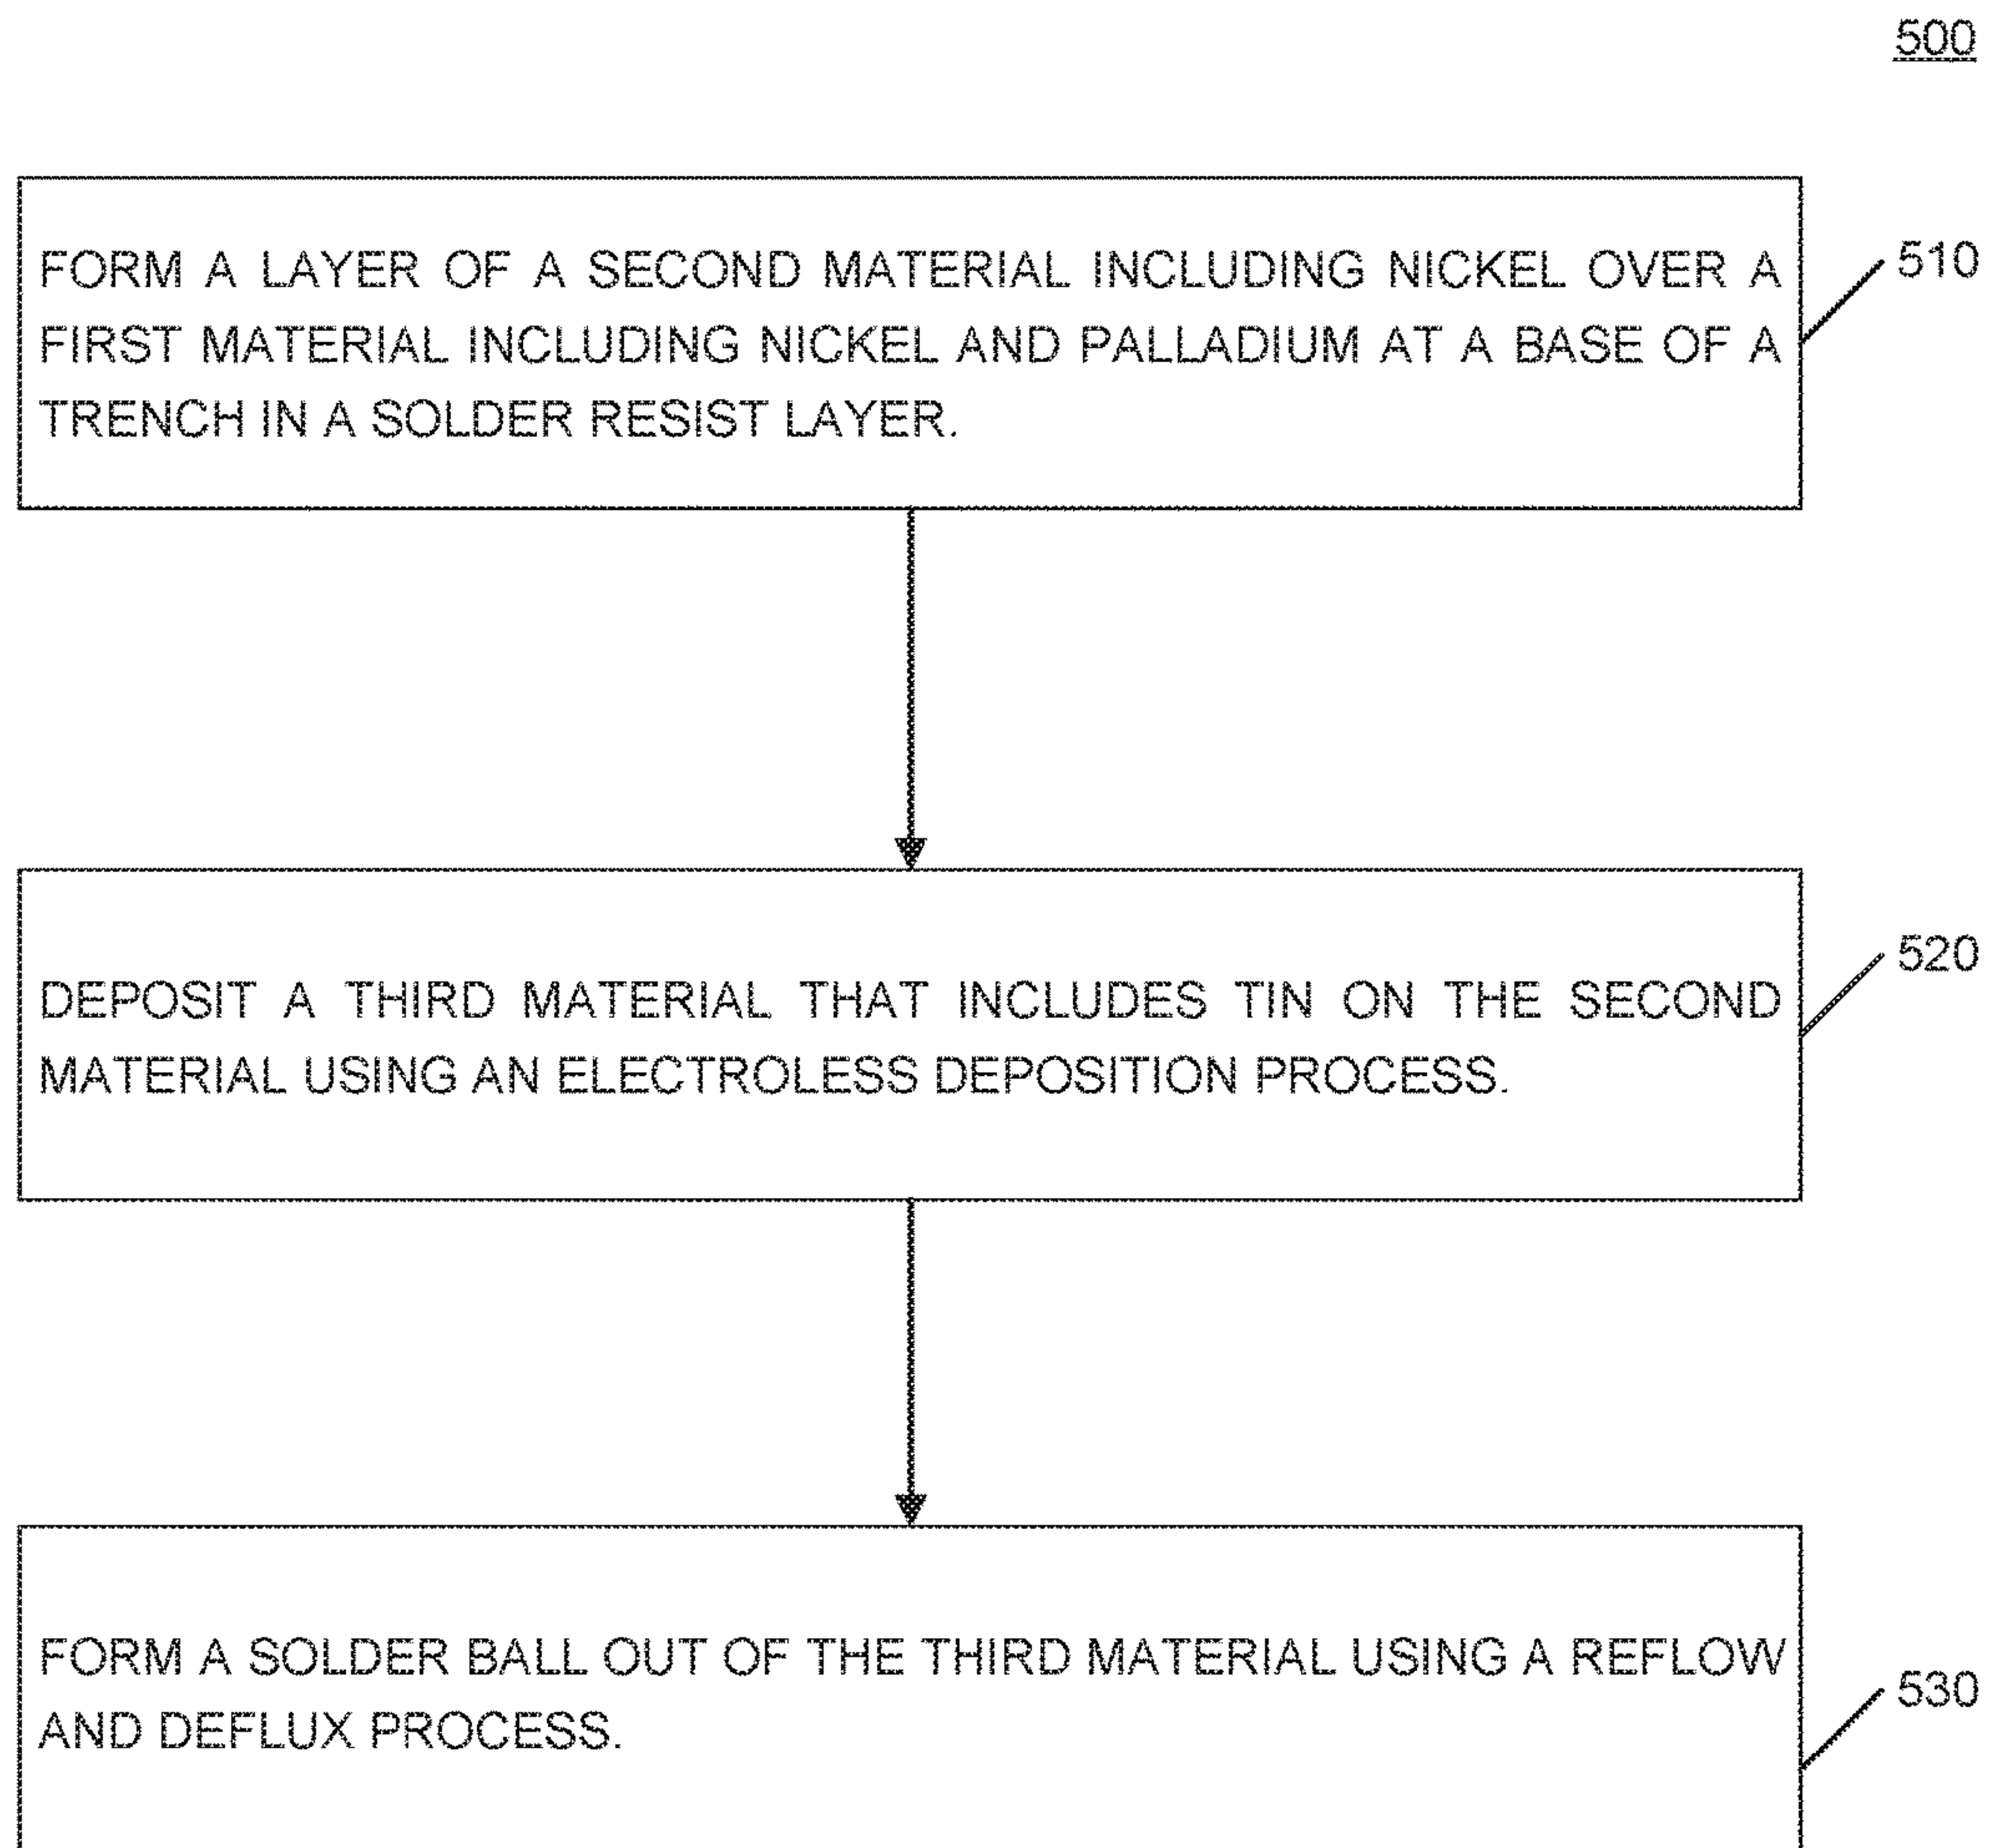 500
FORM A LAYER OF A SECOND MATERIAL INCLUDING NICKEL OVER A
FIRST MATERIAL INCLUDING NICKEL AND PALLADIUM AT A BASE OF A
TRENCH IN A SOLDER RESIST LAYER.
510
DEPOSIT A THIRD MATERIAL THAT INCLUDES TIN ON THE SECOND
MATERIAL USING AN ELECTROLESS DEPOSITION PROCESS.
520
FORM A SOLDER BALL OUT OF THE THIRD MATERIAL USING A REFLOW
AND DEFLUX PROCESS.
530